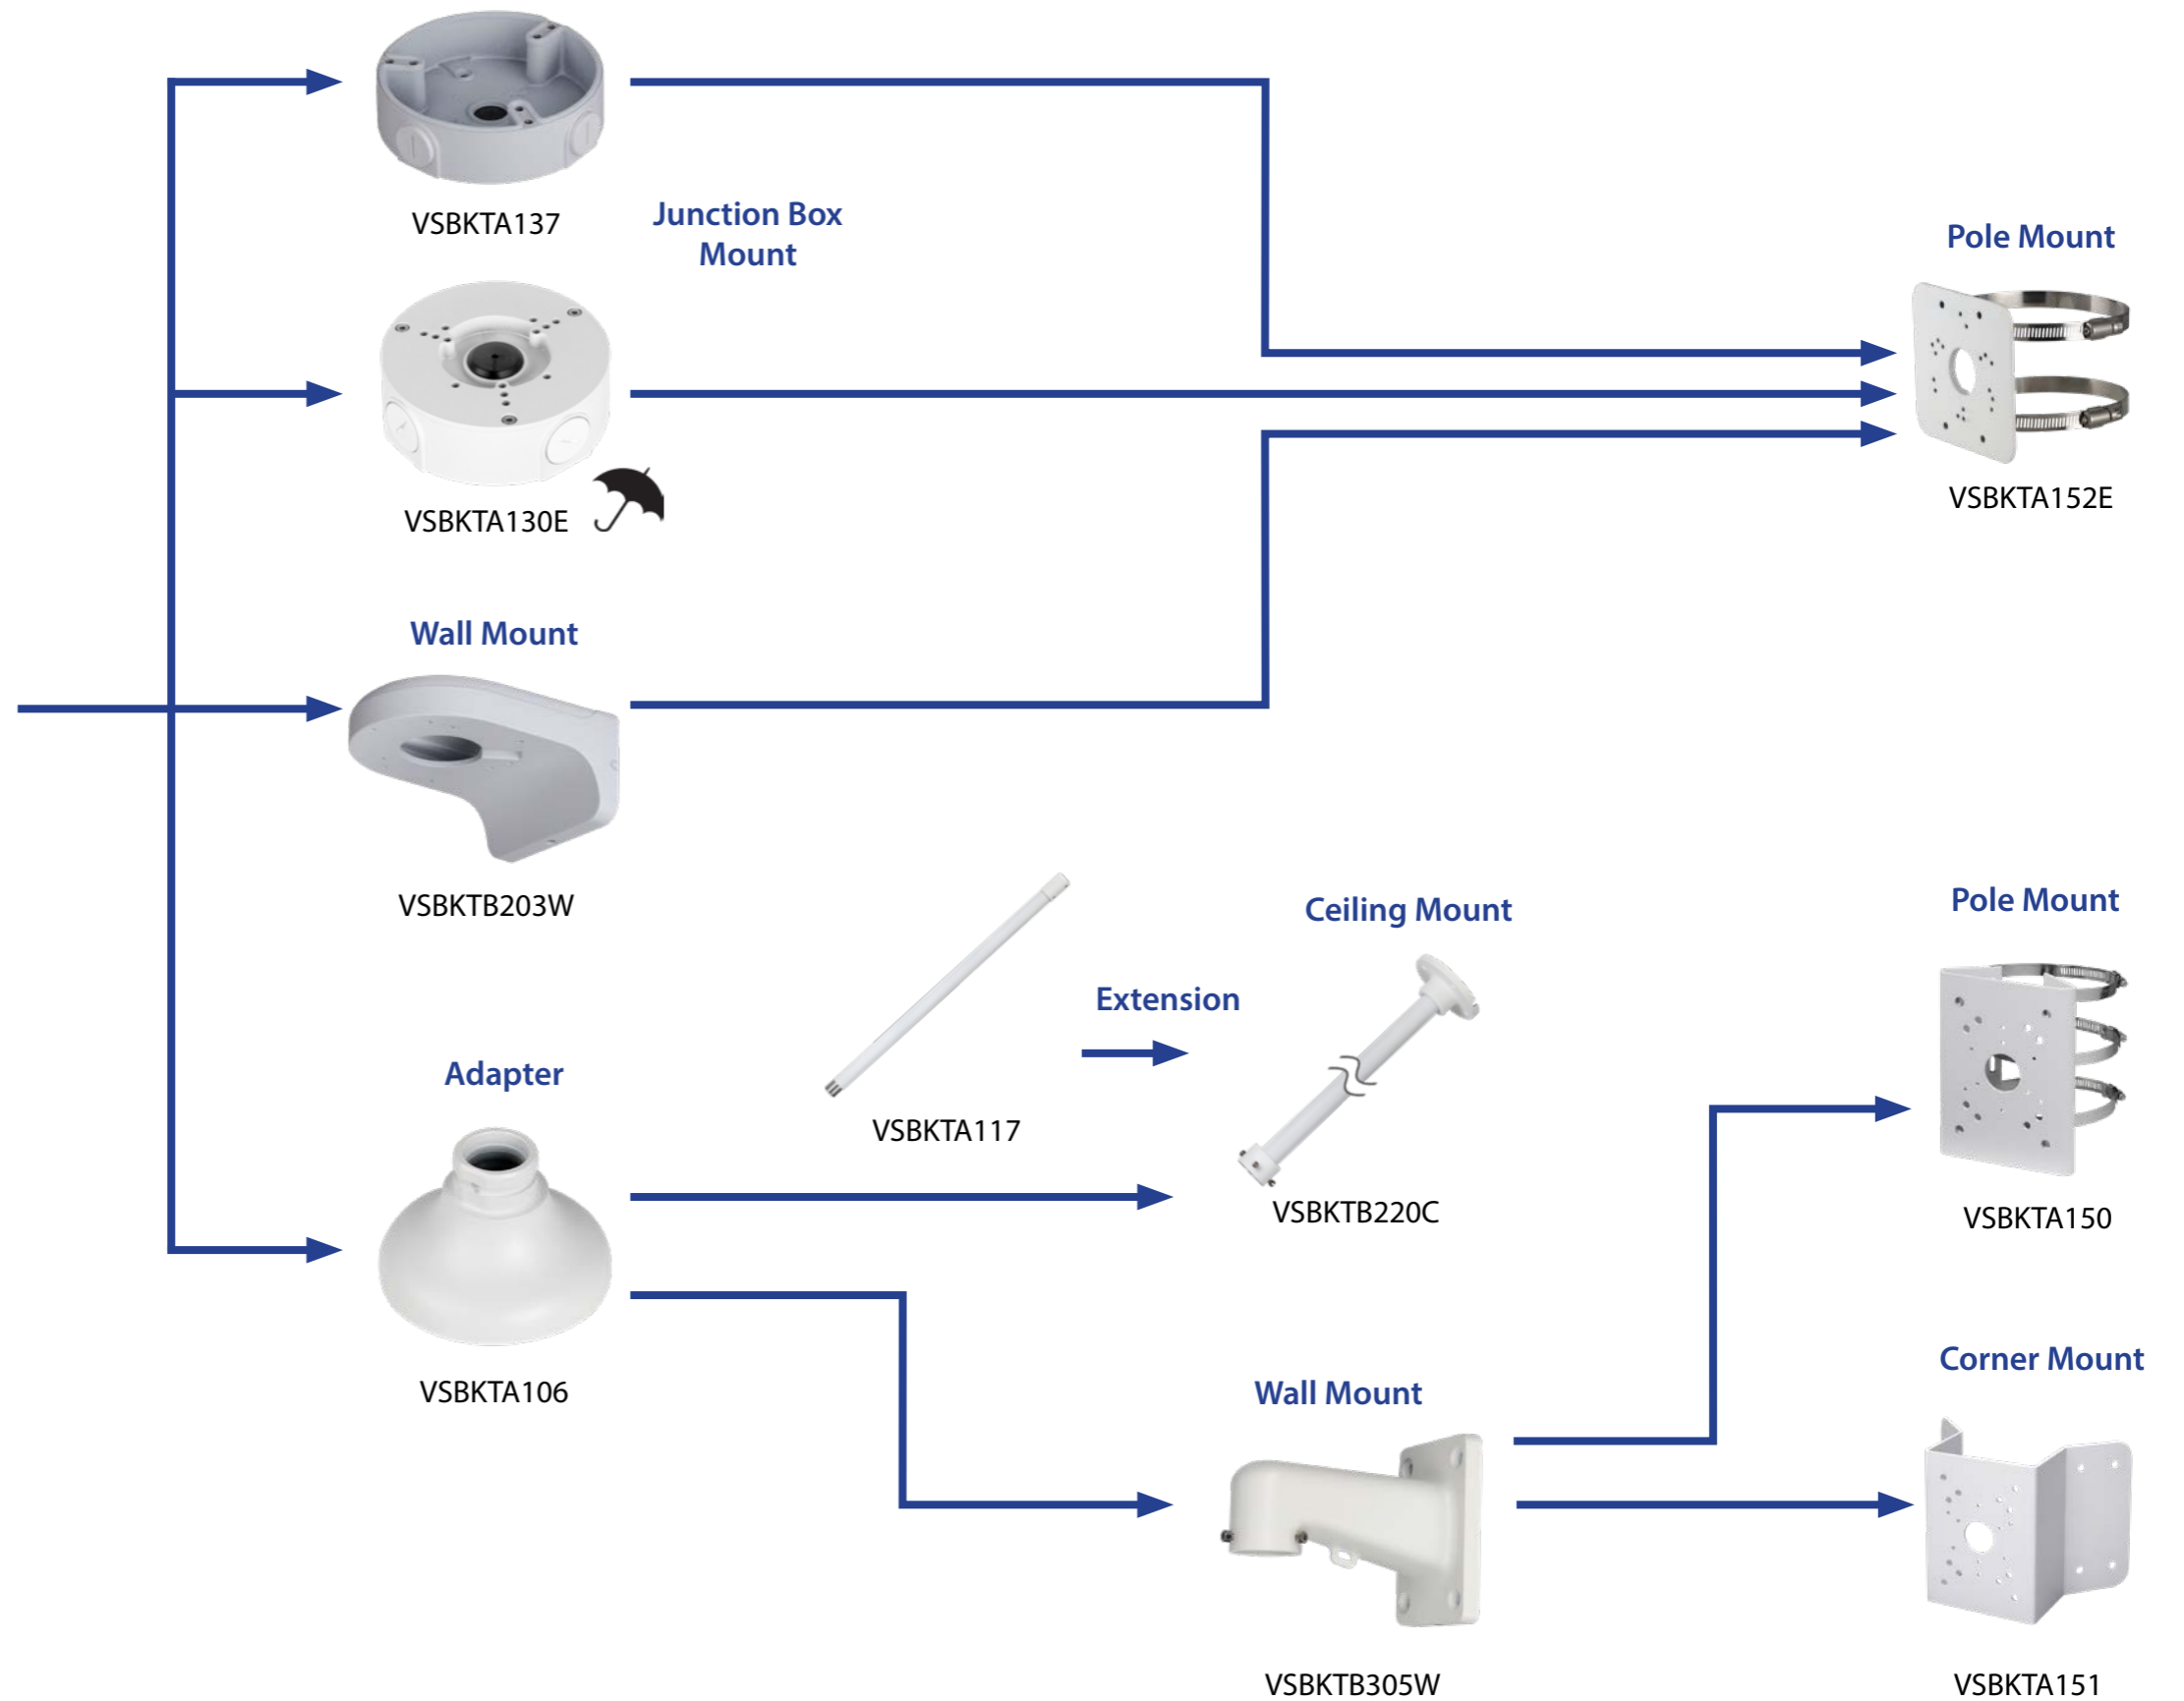 VSBKTA137
Junction Box
Mount
Pole Mount
VSBKTA130E
VSBKTA152E
Wall Mount
VSBKTB203W
Ceiling Mount
Pole Mount
Extension
Adapter
VSBKTA117
VSBKTB220C
VSBKTA150
VSBKTA106
Wall Mount
Corner Mount
VSBKTB305W
VSBKTA151